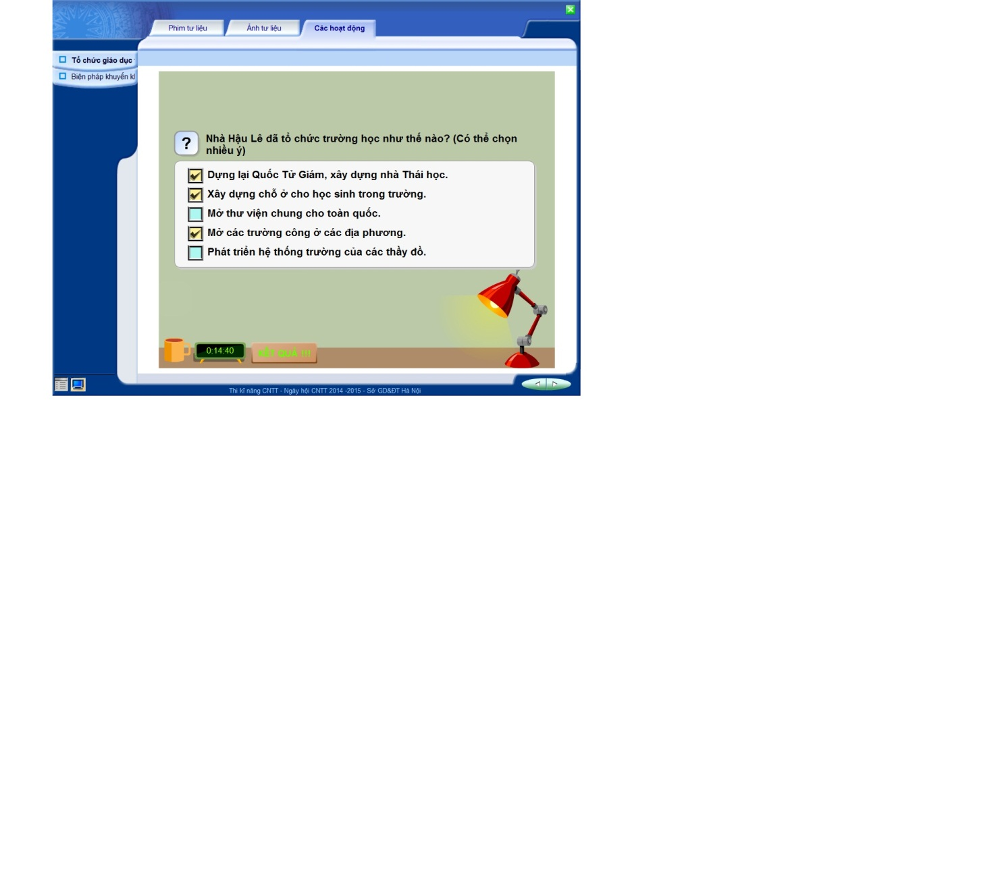 Phim tư liệu
Ảnh tư liệu
Các hoạt động
Tổ chức giáo dục
Biện pháp khuyến
?
Nhà Hậu Lê đã tổ chức trường học như thế nào? (Có thể chọn
nhiều ý)
Dựng lại Quốc Tử Giám, xây dựng nhà Thái học.
Xây dựng chỗ ở cho học sinh trong trường.
Mở thư viện chung cho toàn quốc.
Mở các trường công ở các địa phương.
Phát triển hệ thống trường của các thầy đồ.
0:14:40
KẾT QUẢ !!!
Thi kĩ năng CNTT - Ngày hội CNTT 2014 -2015 - Sở GD&ĐT Hà Nội